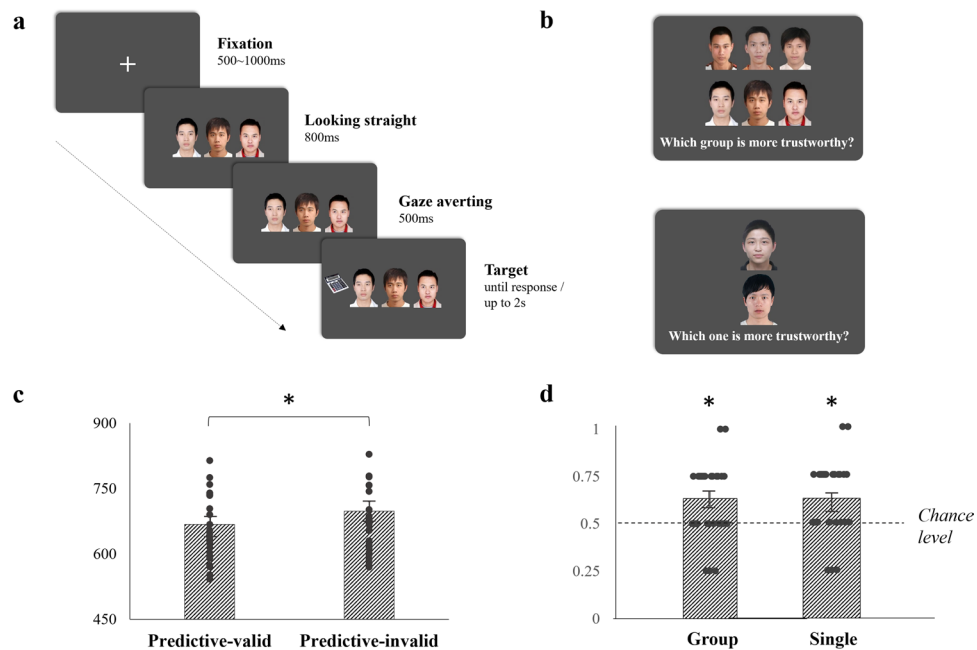 a
Fixation
500~1000ms
Looking straight
800ms
Gaze averting
500ms
Target
until response /
up to 2s
b
Which group is more trustworthy?
Which one is more trustworthy?
c
*
900
750
600
450
Predictive-valid
Predictive-invalid
d
*
*
1
0.75
0.5
0.25
0
Chance
level
Group
Single